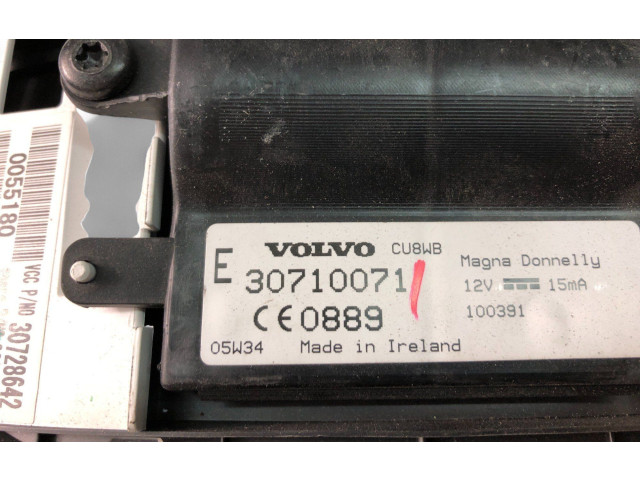 VOLVO CU8WB
E 30710071
CE0889
05W34 Made in Ireland
Magna Donnelly
12V 15mA
100391
0055180
VCC P/NO 30728642